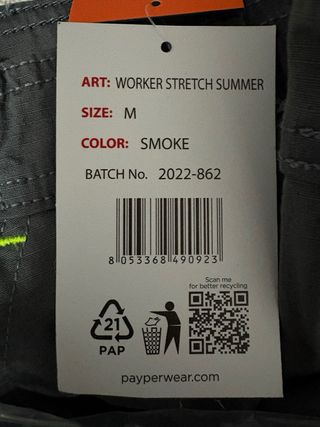 ART: WORKER STRETCH SUMMER
SIZE: M
COLOR: SMOKE
BATCH No. 2022-862
8 053368 490923
Scan me
for better recycling
21
PAP
payperwear.com